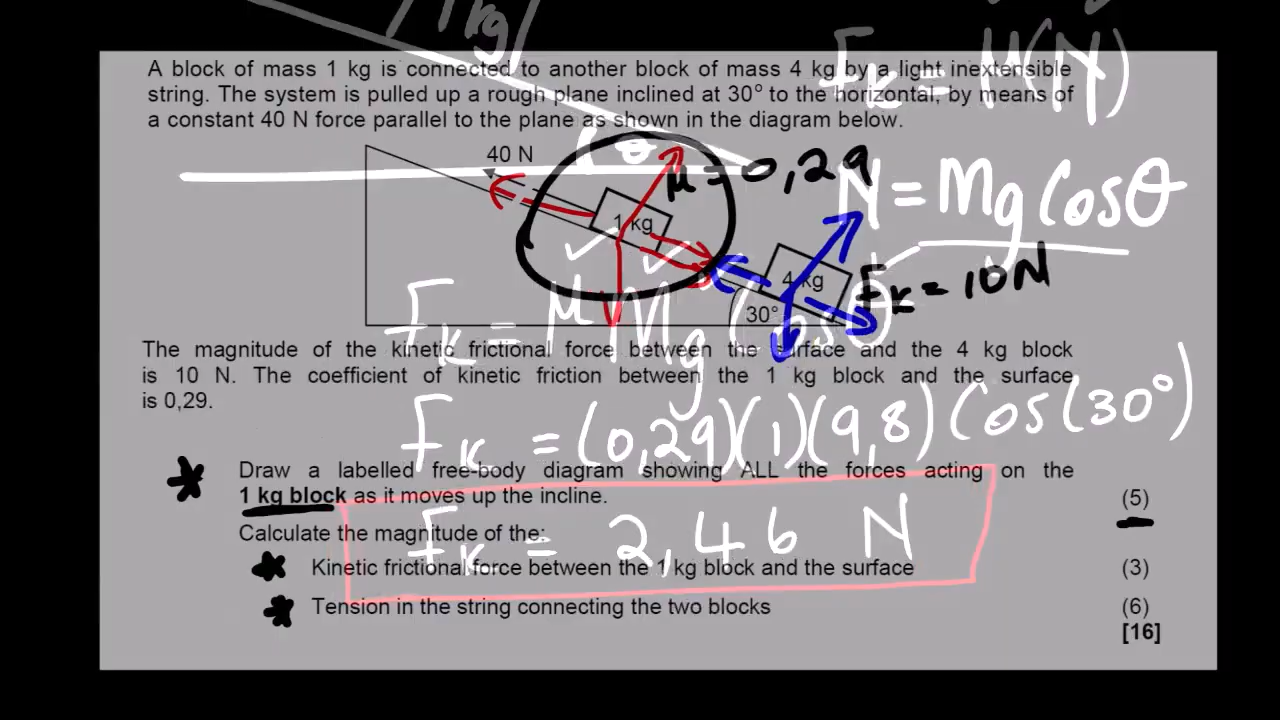 1 kg
A block of mass 1 kg is connected to another block of mass 4 kg by a light inextensible
string. The system is pulled up a rough plane inclined at 30° to the horizontal, by means of
a constant 40 N force parallel to the plane as shown in the diagram below.
Fk = μ(N)
40 N
θ
μ = 0,29
N = Mg Cosθ
1 kg
4 kg
Fk = 10N
30°
Fk = μ Mg Cosθ
The magnitude of the kinetic frictional force between the surface and the 4 kg block
is 10 N. The coefficient of kinetic friction between the 1 kg block and the surface
is 0,29.
Fk = (0,29)(1)(9,8) Cos(30°)
Draw a labelled free-body diagram showing ALL the forces acting on the
1 kg block as it moves up the incline. (5)
Fk = 2,46 N
Calculate the magnitude of the:
Kinetic frictional force between the 1 kg block and the surface (3)
Tension in the string connecting the two blocks (6)
[16]